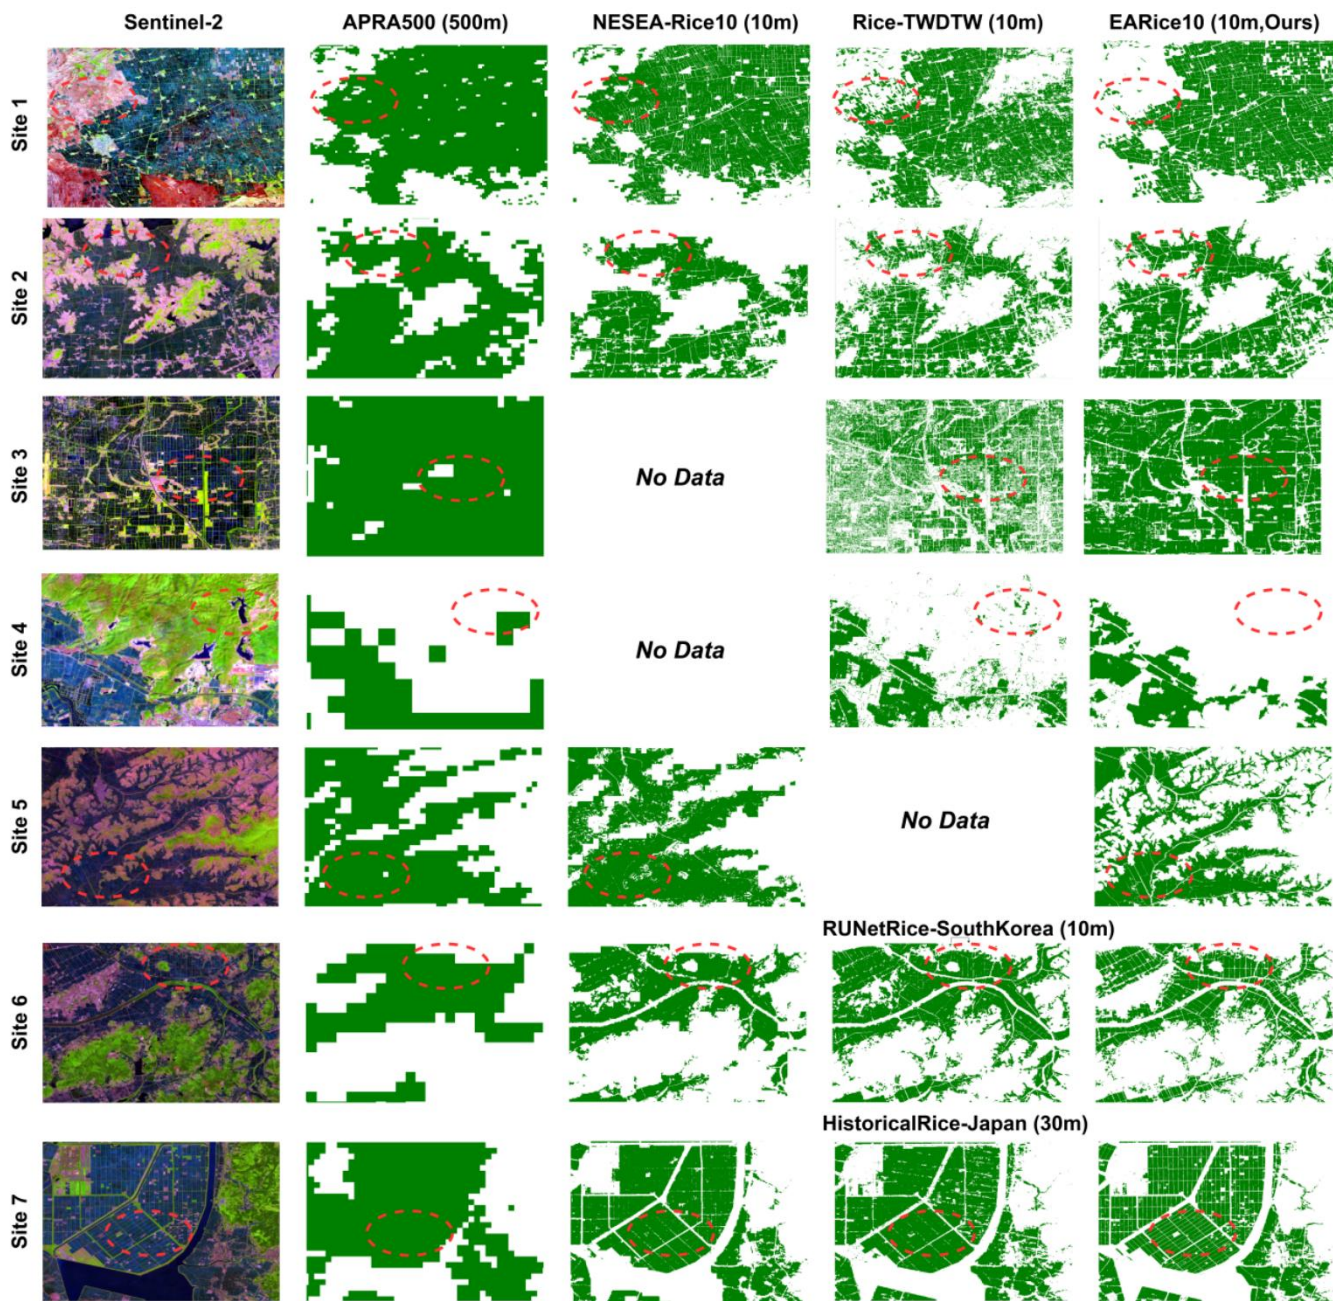 Sentinel-2 APRA500 (500m) NESEA-Rice10 (10m) Rice-TWDTW (10m) EARice10 (10m,Ours)
Site 1
Site 2
Site 3
No Data
Site 4
No Data
Site 5
No Data
RUNetRice-SouthKorea (10m)
Site 6
HistoricalRice-Japan (30m)
Site 7